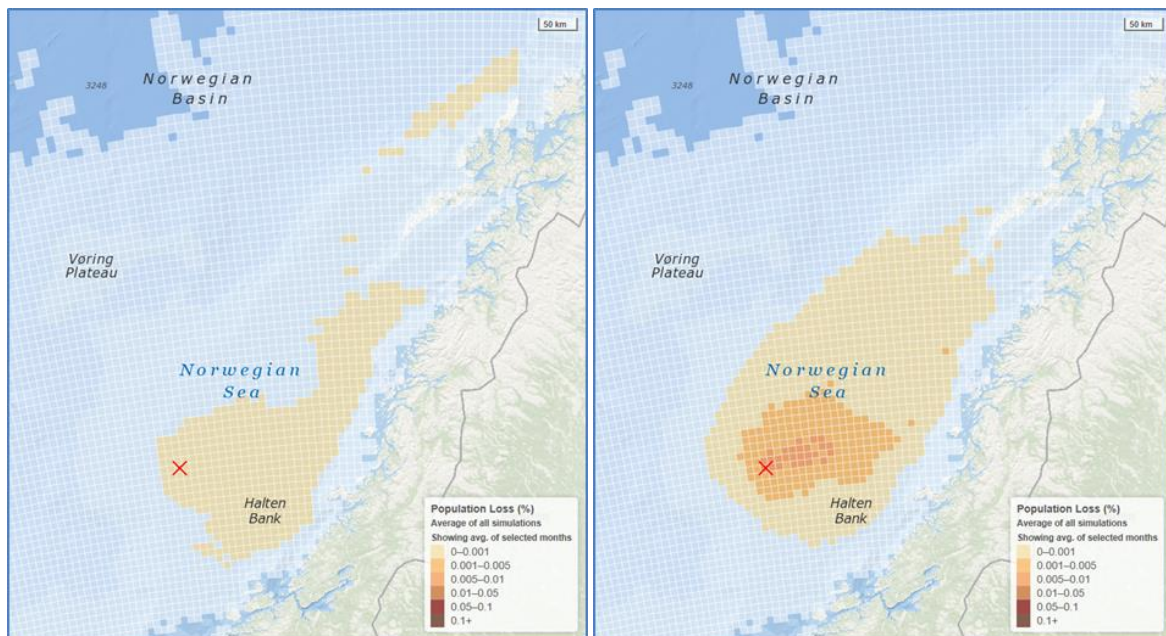 50 km
Norwegian
Basin
3248
Vøring
Plateau
Norwegian
Sea
Halten
Bank
Population Loss (%)
Average of all simulations
Showing avg. of selected months
0–0.001
0.001–0.005
0.005–0.01
0.01–0.05
0.05–0.1
0.1+
50 km
Norwegian
Basin
3248
Vøring
Plateau
Norwegian
Sea
Halten
Bank
Population Loss (%)
Average of all simulations
Showing avg. of selected months
0–0.001
0.001–0.005
0.005–0.01
0.01–0.05
0.05–0.1
0.1+